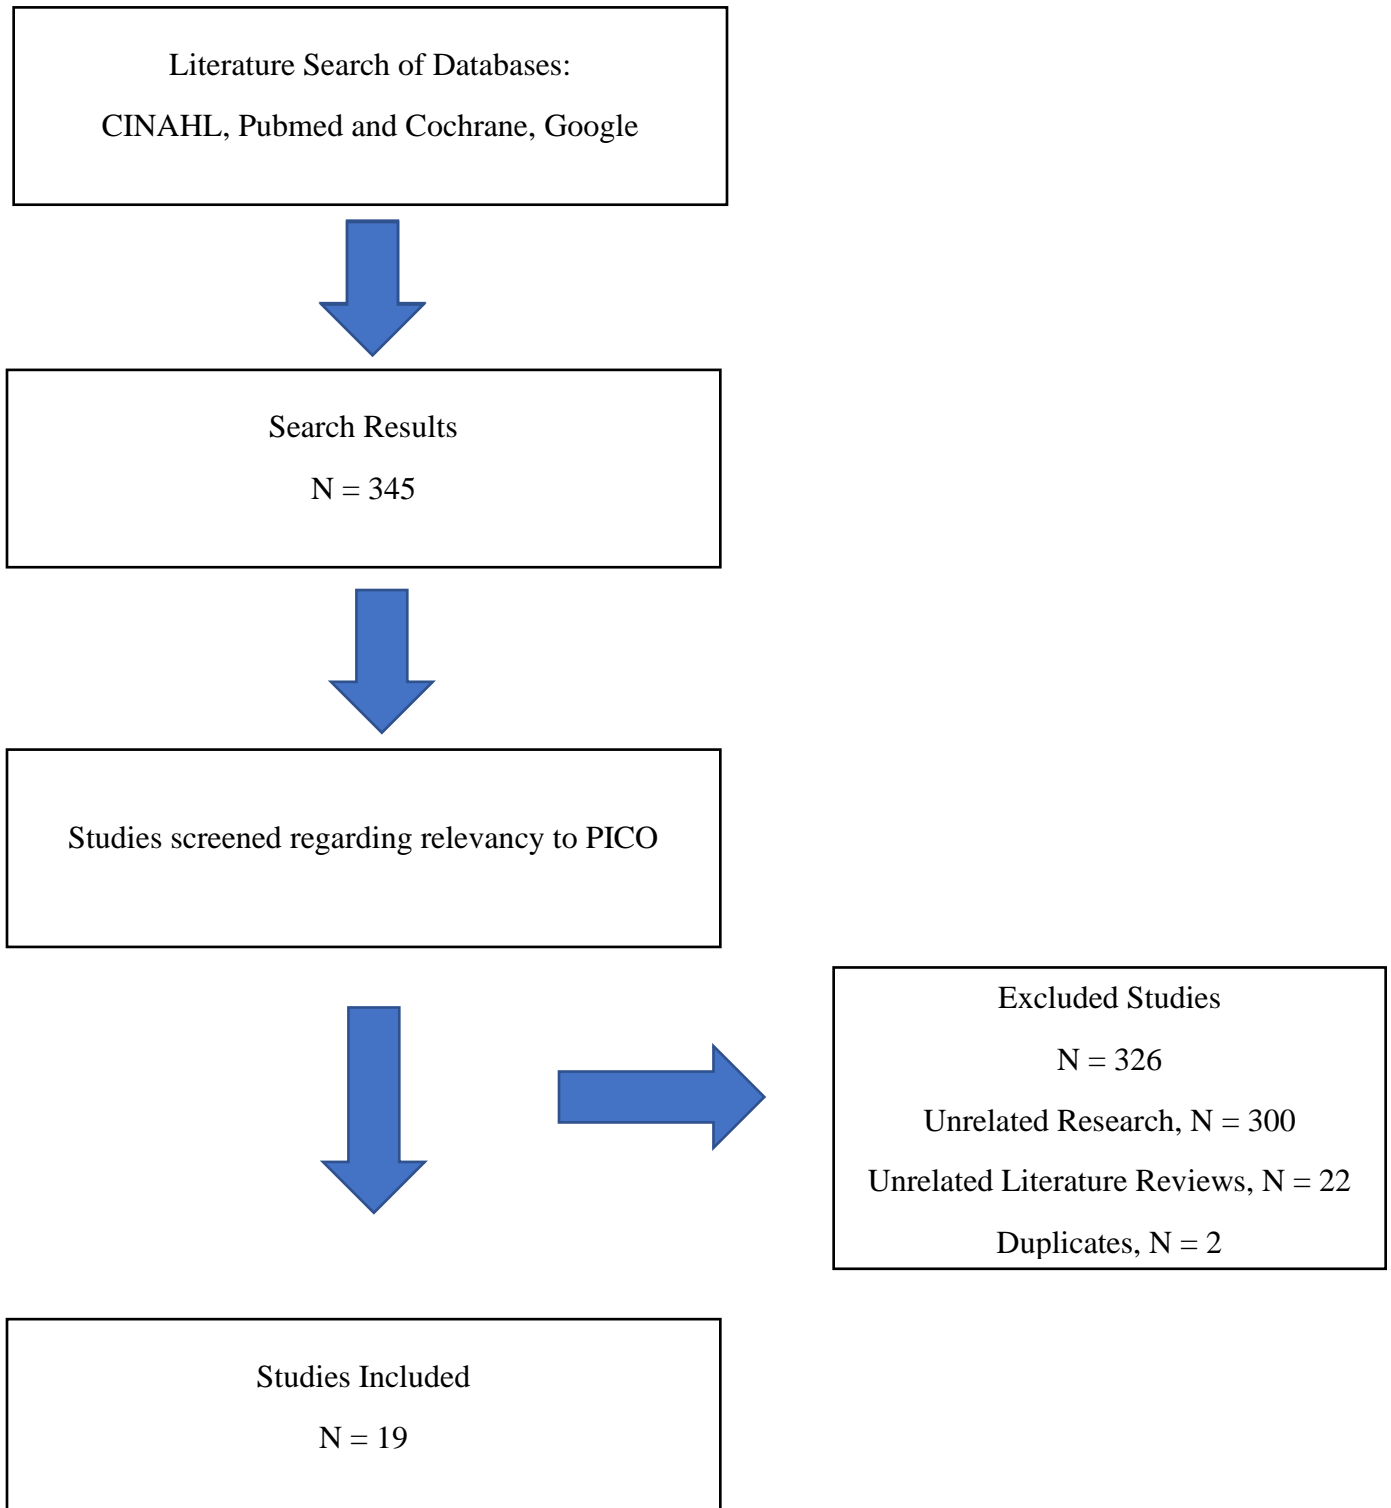 Literature Search of Databases:
CINAHL, Pubmed and Cochrane, Google
Search Results
N = 345
Studies screened regarding relevancy to PICO
Excluded Studies
N = 326
Unrelated Research, N = 300
Unrelated Literature Reviews, N = 22
Duplicates, N = 2
Studies Included
N = 19